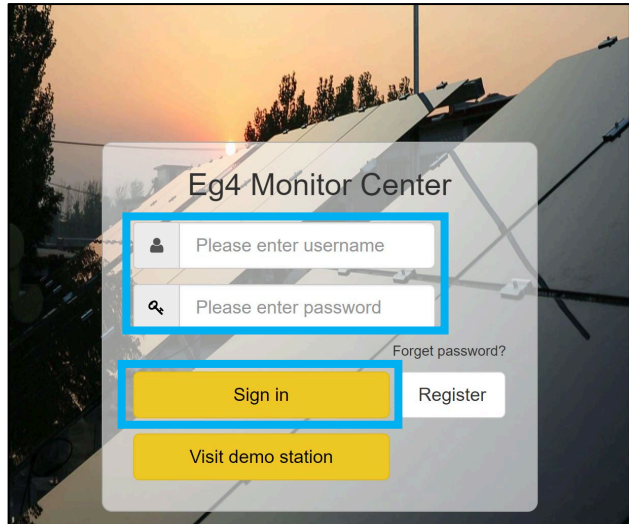 Eg4 Monitor Center
Please enter username
Please enter password
Forget password?
Sign in
Register
Visit demo station